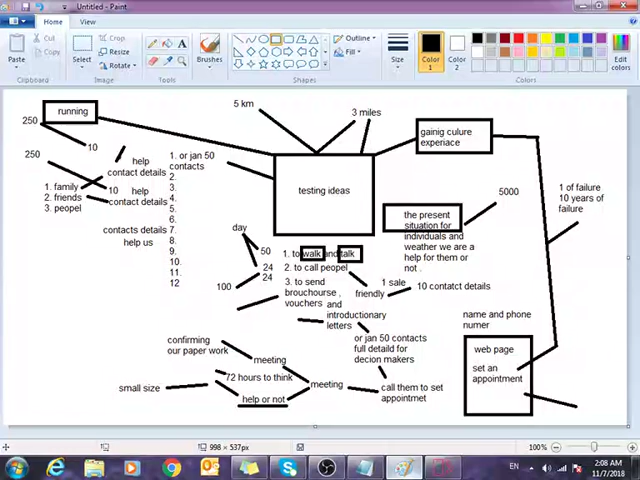 Untitled - Paint
Home
View
Paste
Cut
Copy
Clipboard
Select
Crop
Resize
Rotate
Image
Tools
Brushes
Shapes
Outline
Fill
Size
Color 1
Color 2
Colors
Edit colors
running
250
10
250
help
contact details
1. family
2. friends
3. peopel
10 help
contact details
contacts details
help us
1. or jan 50
contacts
2.
3.
4.
5.
6.
7.
8.
9.
10.
11.
12
5 km
3 miles
testing ideas
gainig culure
experiace
5000
the present
situation for
individuals and
weather we are a
help for them or
not .
1 of failure
10 years of
failure
day
50
24
24
100
1. to walk and talk
2. to call peopel
3. to send
brouchourse ,
vouchers
and
introductionary
letters
friendly
1 sale
10 contatct details
or jan 50 contacts
full detaild for
decion makers
call them to set
appointmet
name and phone
numer
web page
set an
appointment
confirming
our paper work
meeting
72 hours to think
small size
help or not
meeting
998 × 537px
100%
EN
2:08 AM
11/7/2018